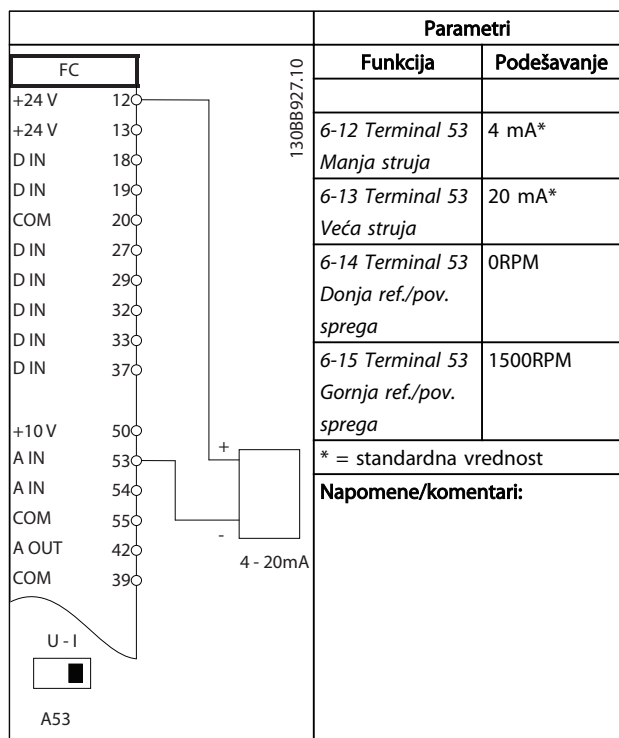 Parametri
Funkcija Podešavanje
6-12 Terminal 53 4 mA*
Manja struja
6-13 Terminal 53 20 mA*
Veća struja
6-14 Terminal 53 0RPM
Donja ref./pov.
sprega
6-15 Terminal 53 1500RPM
Gornja ref./pov.
sprega
* = standardna vrednost
Napomene/komentari:
FC
+24 V 12
+24 V 13
D IN 18
D IN 19
COM 20
D IN 27
D IN 29
D IN 32
D IN 33
D IN 37
+10 V 50
A IN 53
A IN 54
COM 55
A OUT 42
COM 39
+
-
4 - 20mA
U - I
A53
130BB927.10